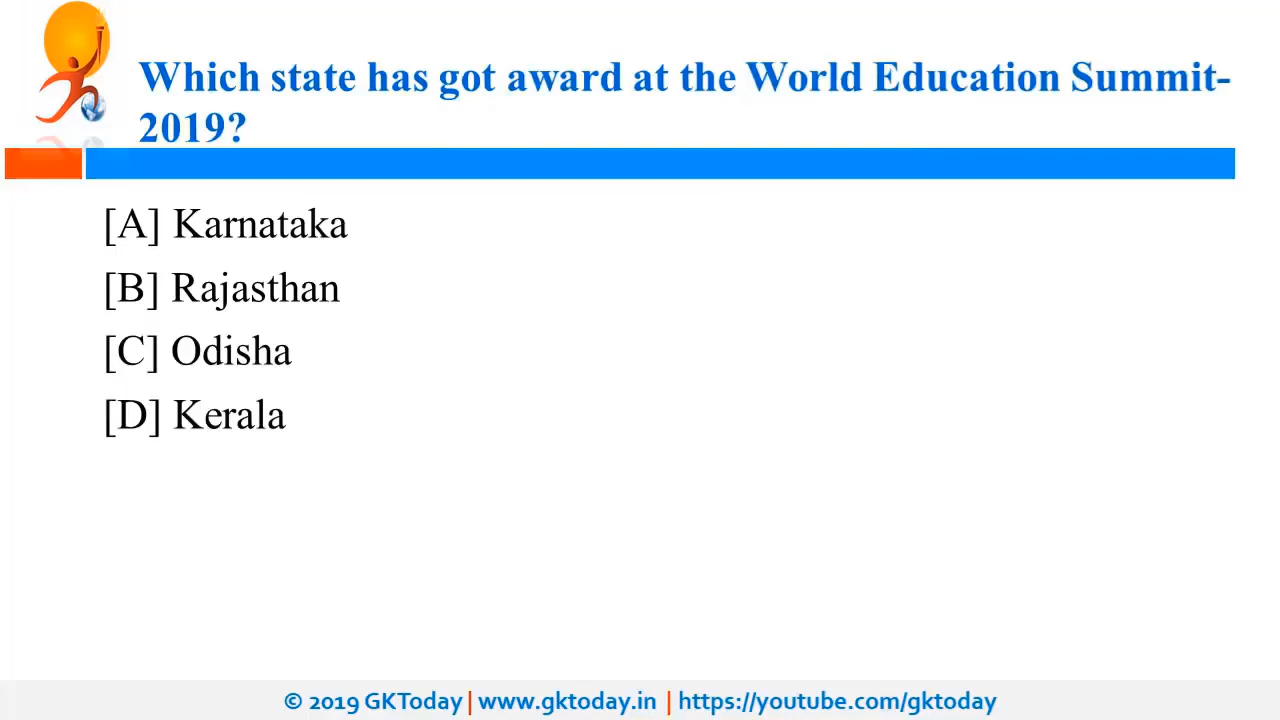 Which state has got award at the World Education Summit-
2019?
[A] Karnataka
[B] Rajasthan
[C] Odisha
[D] Kerala
© 2019 GKToday | www.gktoday.in | https://youtube.com/gktoday